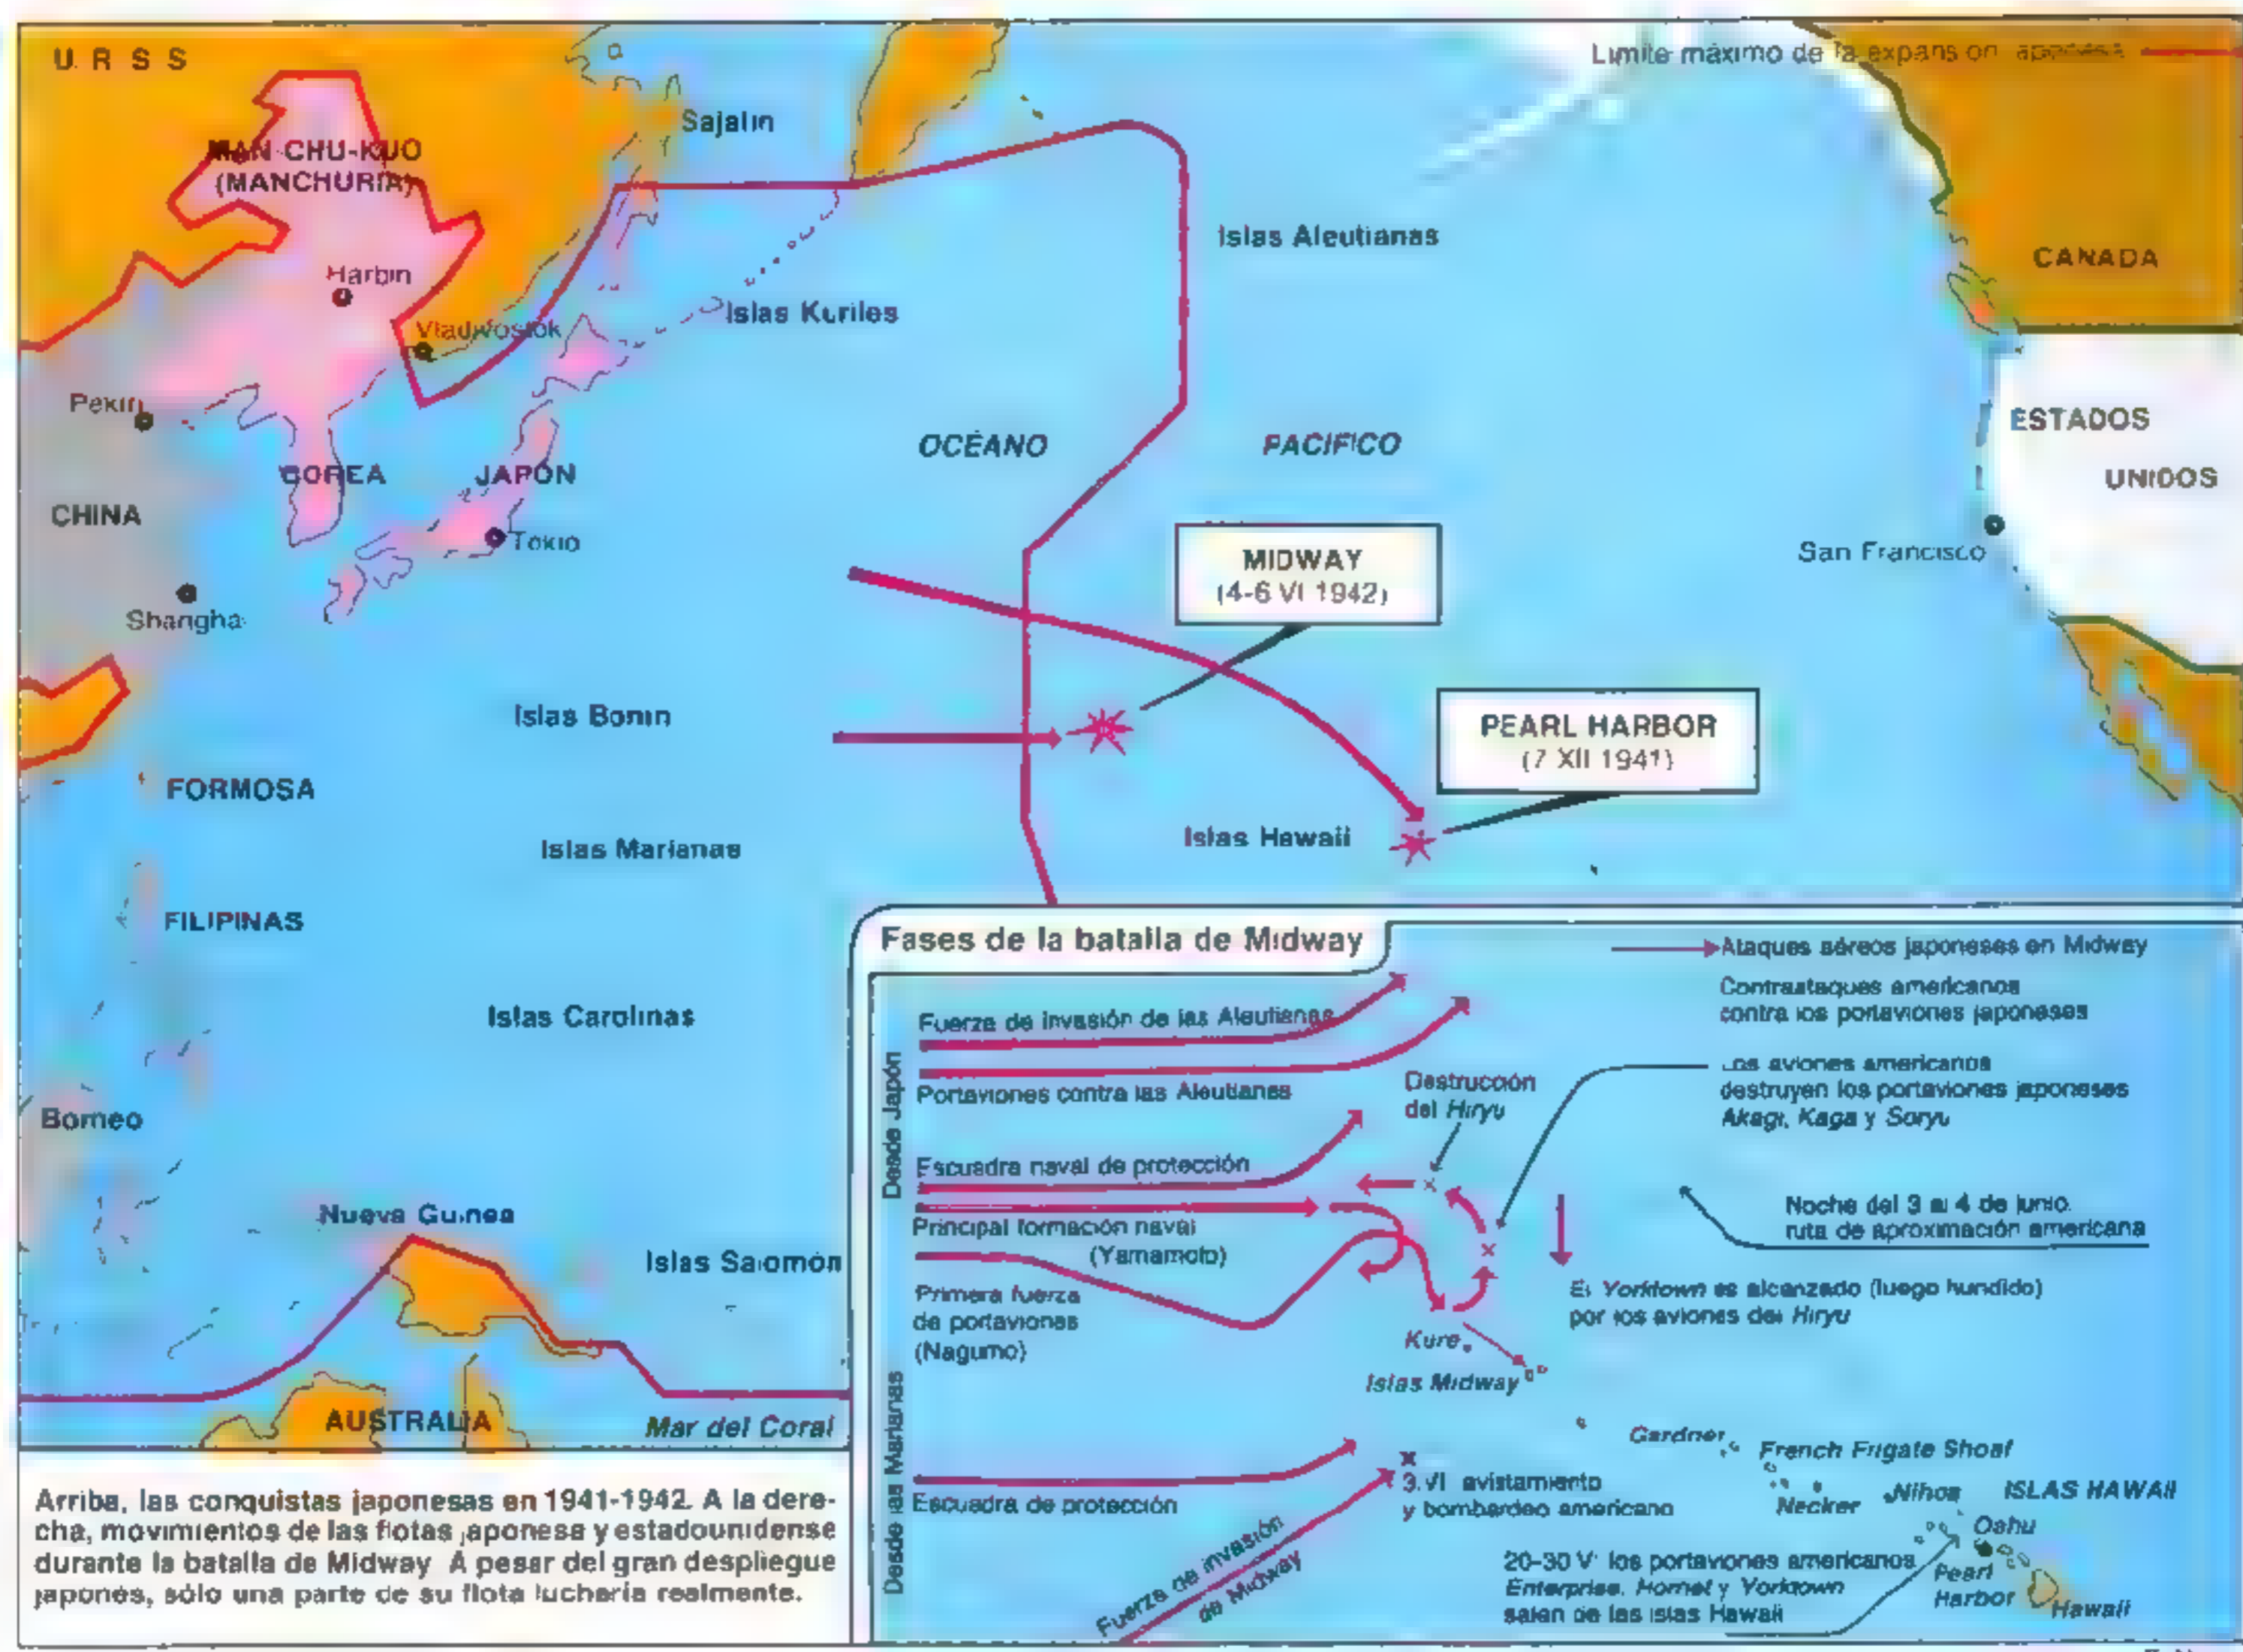 U.R.S.S
Límite máximo de la expansión japonesa
Sajalin
MAN-CHU-KUO
(MANCHURIA)
Islas Aleutianas
CANADA
Harbin
Islas Kuriles
Vladiwostok
Pekín
ESTADOS
UNIDOS
OCÉANO
PACIFICO
COREA
JAPÓN
CHINA
Tokio
San Francisco
MIDWAY
(4-6 VI 1942)
Shanghai
Islas Bonin
PEARL HARBOR
(7 XII 1941)
FORMOSA
Islas Marianas
Islas Hawaii
FILIPINAS
Islas Carolinas
Borneo
Nueva Guinea
Islas Salomón
AUSTRALIA
Mar del Coral
Arriba, las conquistas japonesas en 1941-1942. A la dere-
cha, movimientos de las flotas japonesa y estadounidense
durante la batalla de Midway. A pesar del gran despliegue
japonés, sólo una parte de su flota lucharía realmente.
Fases de la batalla de Midway
Ataques aéreos japoneses en Midway
Contraataques americanos
contra los portaviones japoneses
Los aviones americanos
destruyen los portaviones japoneses
Akagi, Kaga y Soryu
Desde Japón
Fuerza de invasión de las Aleutianas
Portaviones contra las Aleutianas
Destrucción
del Hiryu
Escuadra naval de protección
Principal formación naval
(Yamamoto)
Noche del 3 al 4 de junio.
ruta de aproximación americana
Primera fuerza
de portaviones
(Nagumo)
El Yorktown es alcanzado (luego hundido)
por los aviones del Hiryu
Kure
Islas Midway
Desde las Marianas
Escuadra de protección
Fuerza de invasión
de Midway
3.VI avistamiento
y bombardeo americano
Gardner
French Frigate Shoal
Necker
Nihoa
ISLAS HAWAII
Oahu
Pearl
Harbor
Hawaii
20-30 V: los portaviones americanos
Enterprise, Hornet y Yorktown
salen de las islas Hawaii